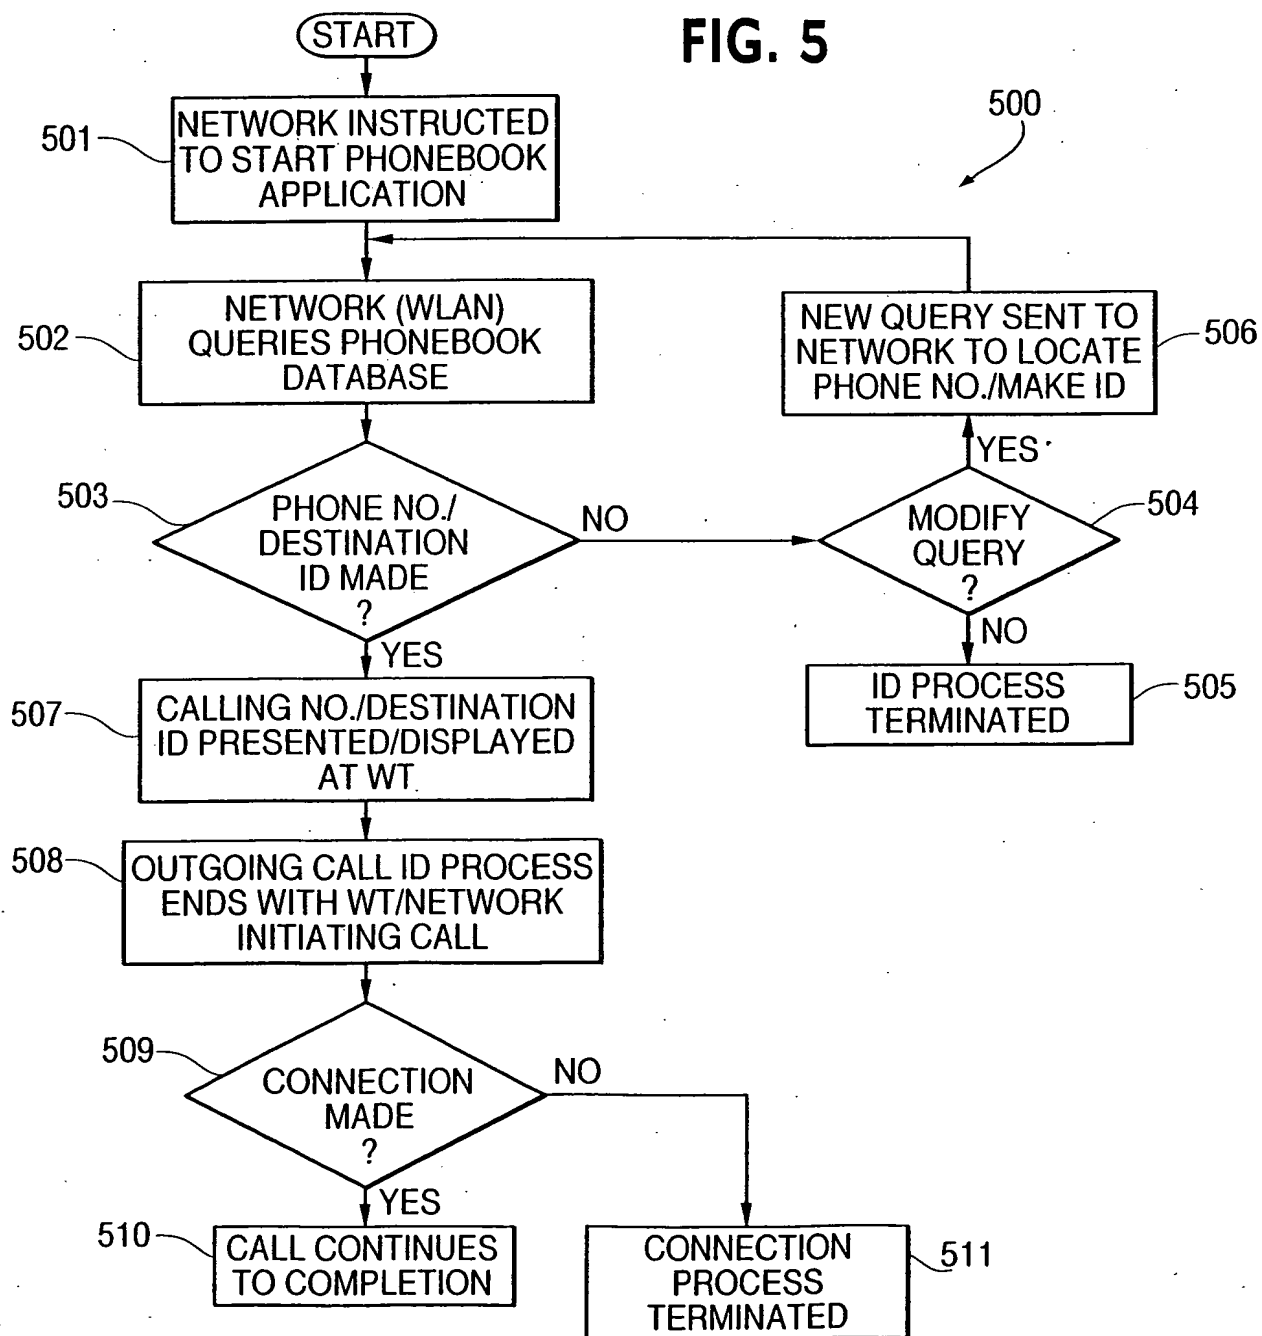 START
FIG. 5
500
501
NETWORK INSTRUCTED
TO START PHONEBOOK
APPLICATION
502
NETWORK (WLAN)
QUERIES PHONEBOOK
DATABASE
NEW QUERY SENT TO
NETWORK TO LOCATE
PHONE NO./MAKE ID
506
YES
503
PHONE NO./
DESTINATION
ID MADE
?
NO
MODIFY
QUERY
?
504
NO
YES
ID PROCESS
TERMINATED
505
507
CALLING NO./DESTINATION
ID PRESENTED/DISPLAYED
AT WT
508
OUTGOING CALL ID PROCESS
ENDS WITH WT/NETWORK
INITIATING CALL
509
CONNECTION
MADE
?
NO
YES
510
CALL CONTINUES
TO COMPLETION
CONNECTION
PROCESS
TERMINATED
511